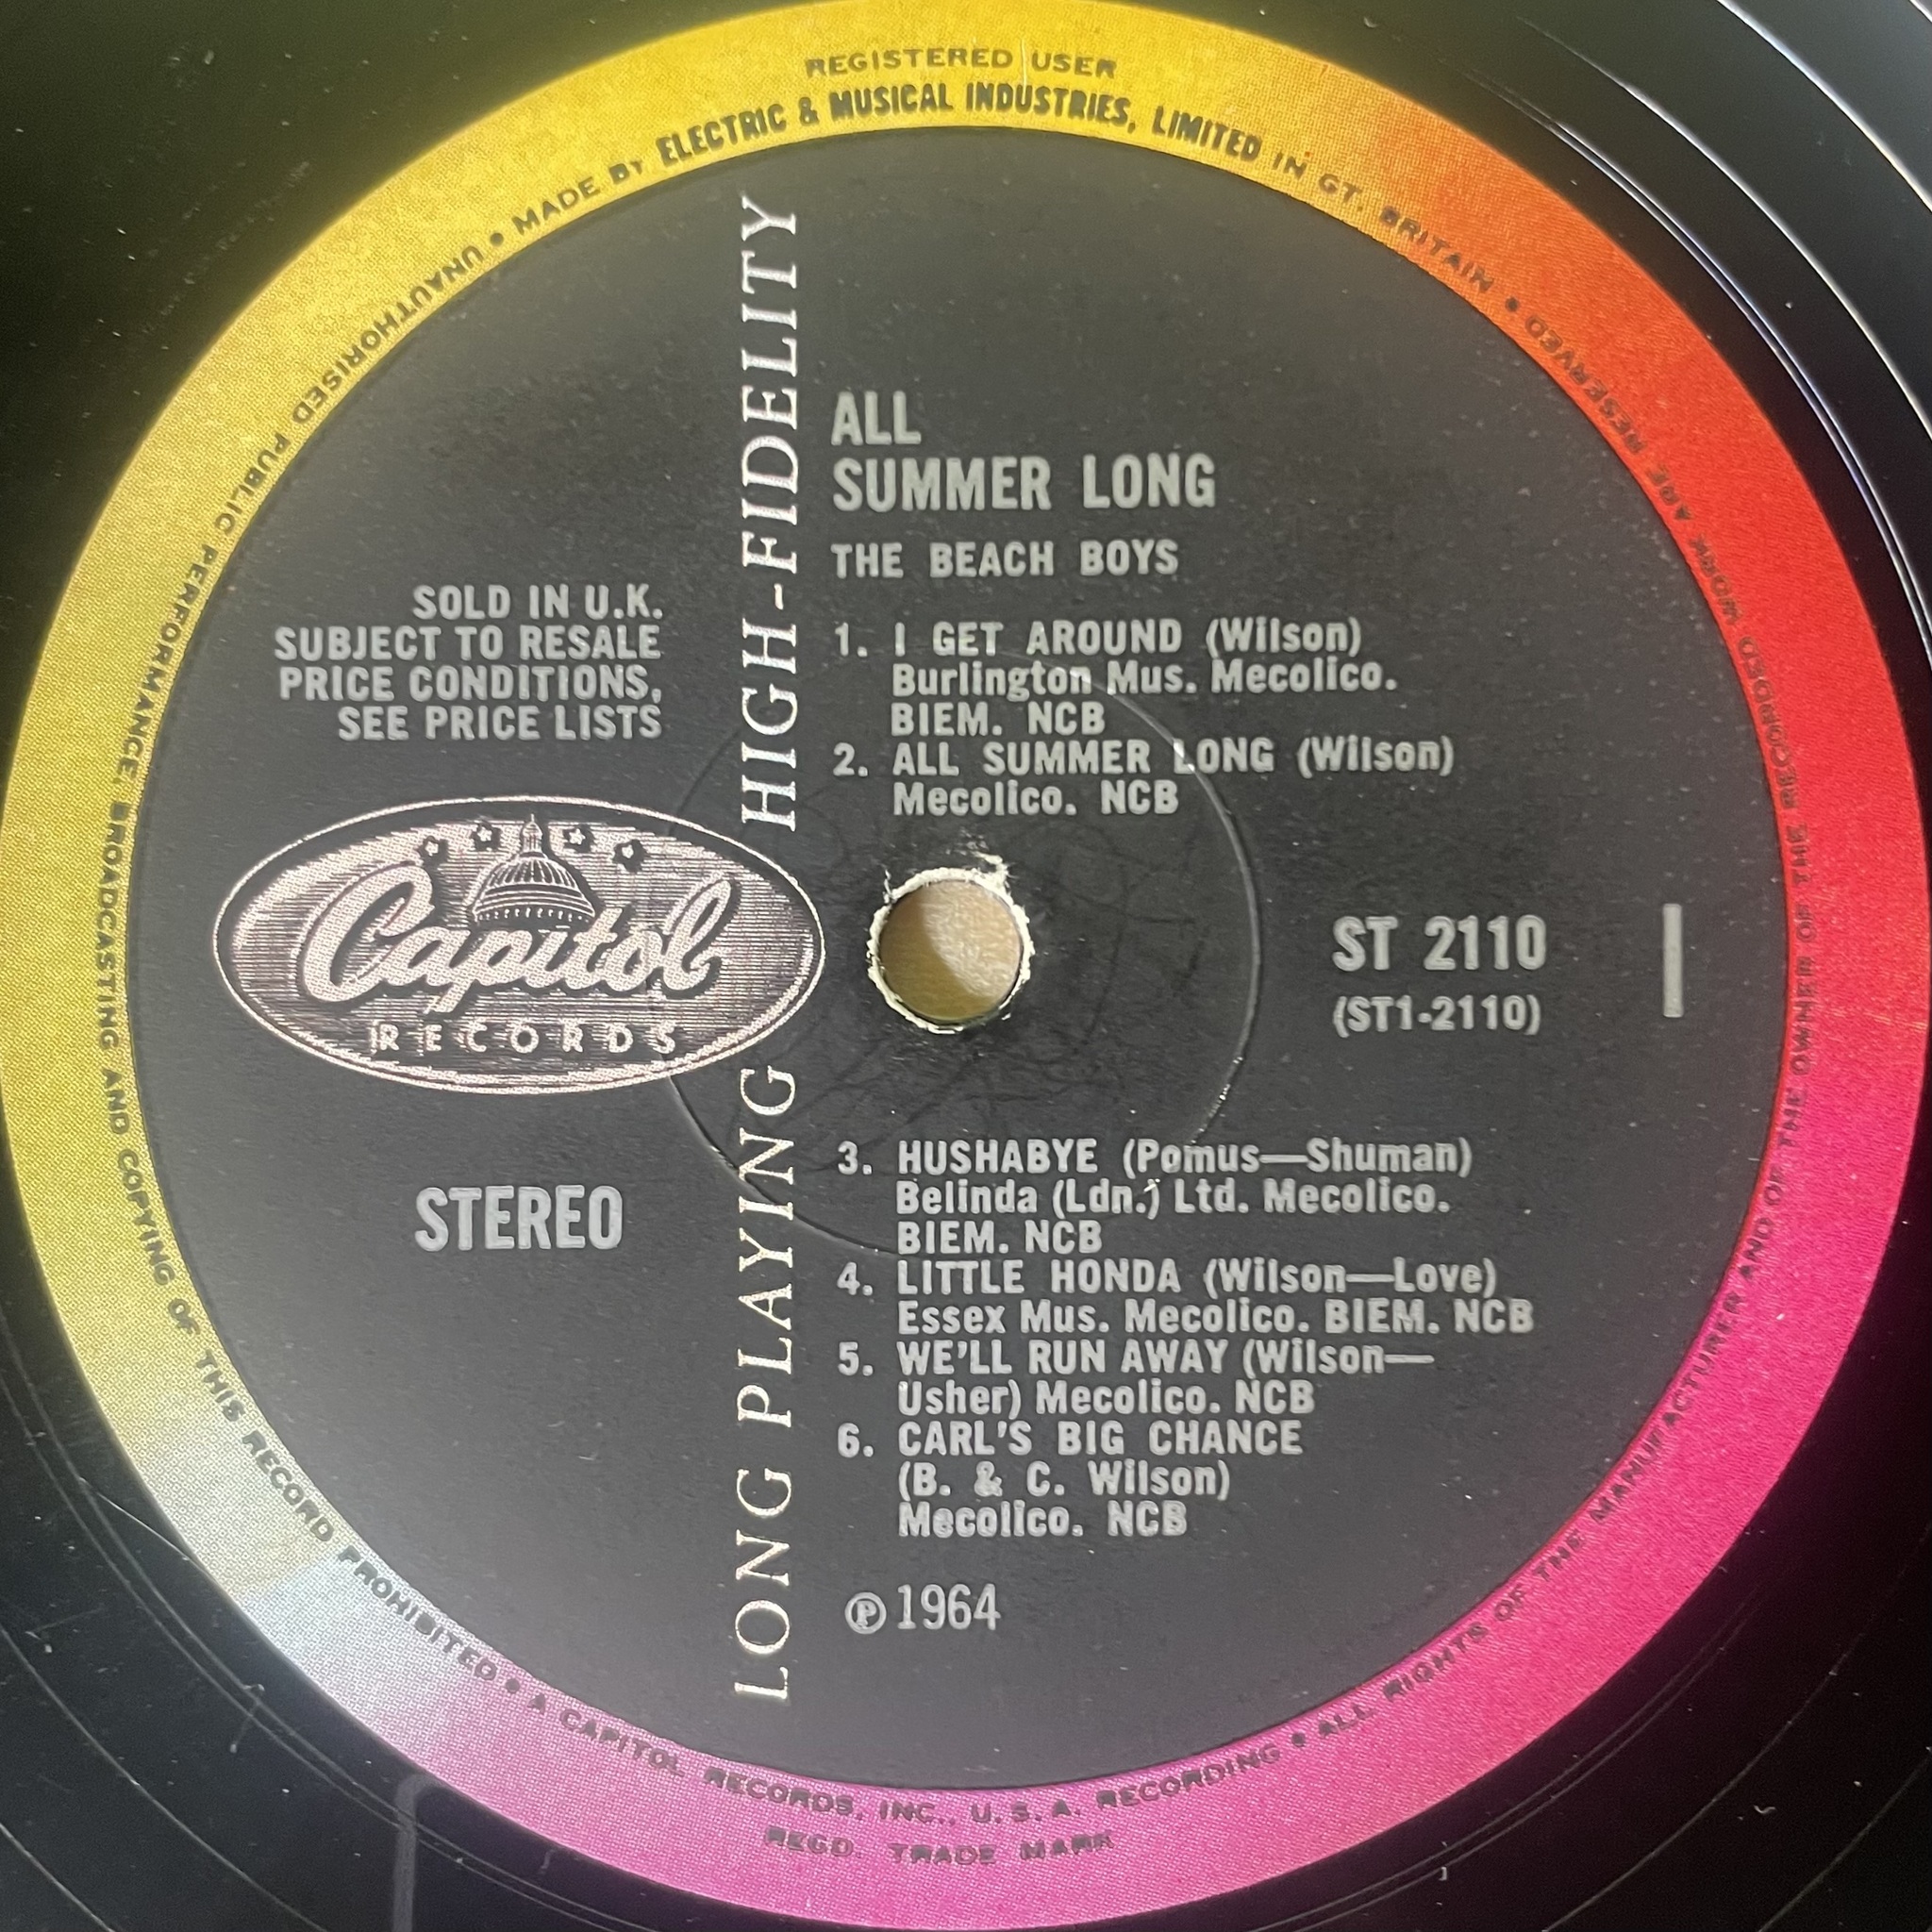 REGISTERED USER
UNAUTHORISED PUBLIC PERFORMANCE, BROADCASTING AND COPYING OF THIS RECORD PROHIBITED • A CAPITOL RECORDS, INC., U.S.A. RECORDING • ALL RIGHTS OF THE MANUFACTURER AND OF THE OWNER OF THE RECORDED WORK ARE RESERVED •
MADE BY ELECTRIC & MUSICAL INDUSTRIES, LIMITED IN GT. BRITAIN •
REGD. TRADE MARK
LONG PLAYING HIGH-FIDELITY
SOLD IN U.K.
SUBJECT TO RESALE
PRICE CONDITIONS,
SEE PRICE LISTS
Capitol
RECORDS
STEREO
ALL
SUMMER LONG
THE BEACH BOYS
1. I GET AROUND (Wilson)
Burlington Mus. Mecolico.
BIEM. NCB
2. ALL SUMMER LONG (Wilson)
Mecolico. NCB
ST 2110
(ST1-2110)
1
3. HUSHABYE (Pomus—Shuman)
Belinda (Ldn.) Ltd. Mecolico.
BIEM. NCB
4. LITTLE HONDA (Wilson—Love)
Essex Mus. Mecolico. BIEM. NCB
5. WE'LL RUN AWAY (Wilson—
Usher) Mecolico. NCB
6. CARL'S BIG CHANCE
(B. & C. Wilson)
Mecolico. NCB
℗ 1964